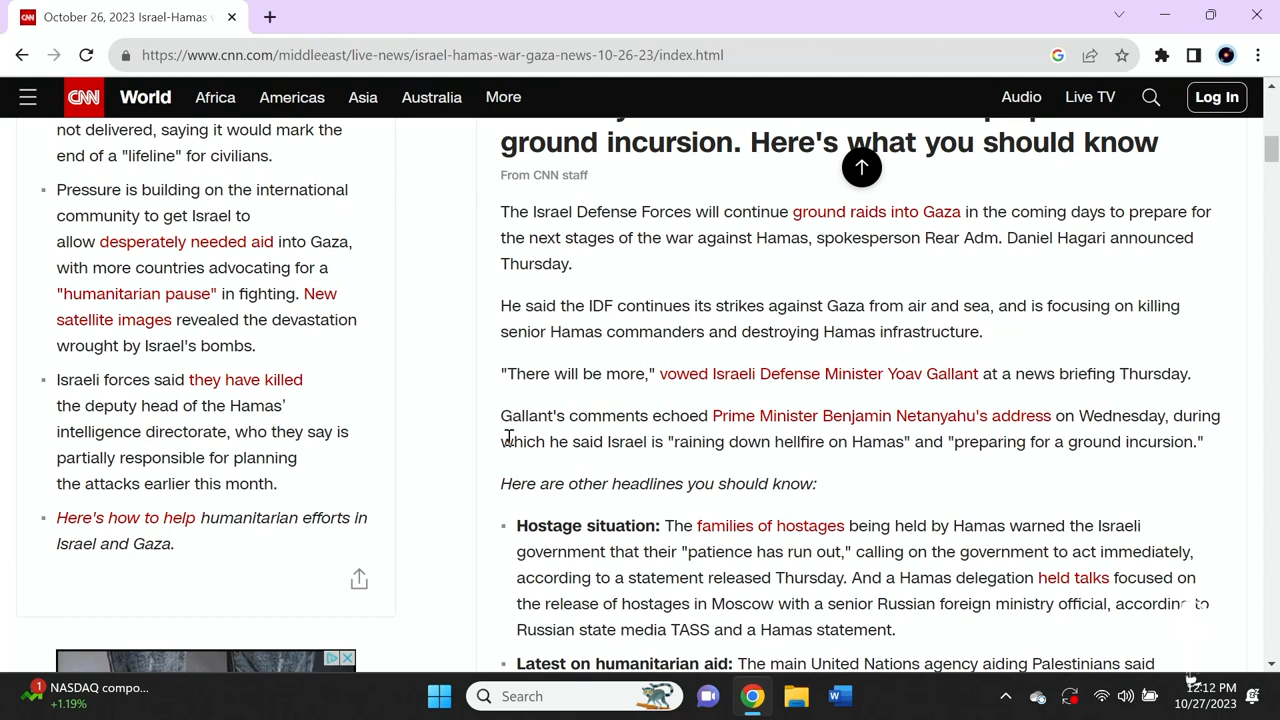 October 26, 2023 Israel-Hamas
https://www.cnn.com/middleeast/live-news/israel-hamas-war-gaza-news-10-26-23/index.html
CNN World Africa Americas Asia Australia More Audio Live TV Log In
not delivered, saying it would mark the
end of a "lifeline" for civilians.
Pressure is building on the international
community to get Israel to
allow desperately needed aid into Gaza,
with more countries advocating for a
"humanitarian pause" in fighting. New
satellite images revealed the devastation
wrought by Israel's bombs.
Israeli forces said they have killed
the deputy head of the Hamas’
intelligence directorate, who they say is
partially responsible for planning
the attacks earlier this month.
Here's how to help humanitarian efforts in
Israel and Gaza.
ground incursion. Here's what you should know
From CNN staff
The Israel Defense Forces will continue ground raids into Gaza in the coming days to prepare for
the next stages of the war against Hamas, spokesperson Rear Adm. Daniel Hagari announced
Thursday.
He said the IDF continues its strikes against Gaza from air and sea, and is focusing on killing
senior Hamas commanders and destroying Hamas infrastructure.
"There will be more," vowed Israeli Defense Minister Yoav Gallant at a news briefing Thursday.
Gallant's comments echoed Prime Minister Benjamin Netanyahu's address on Wednesday, during
which he said Israel is "raining down hellfire on Hamas" and "preparing for a ground incursion."
Here are other headlines you should know:
Hostage situation: The families of hostages being held by Hamas warned the Israeli
government that their "patience has run out," calling on the government to act immediately,
according to a statement released Thursday. And a Hamas delegation held talks focused on
the release of hostages in Moscow with a senior Russian foreign ministry official, according to
Russian state media TASS and a Hamas statement.
Latest on humanitarian aid: The main United Nations agency aiding Palestinians said
1
NASDAQ compo...
+1.19%
Search
12:12 PM
10/27/2023